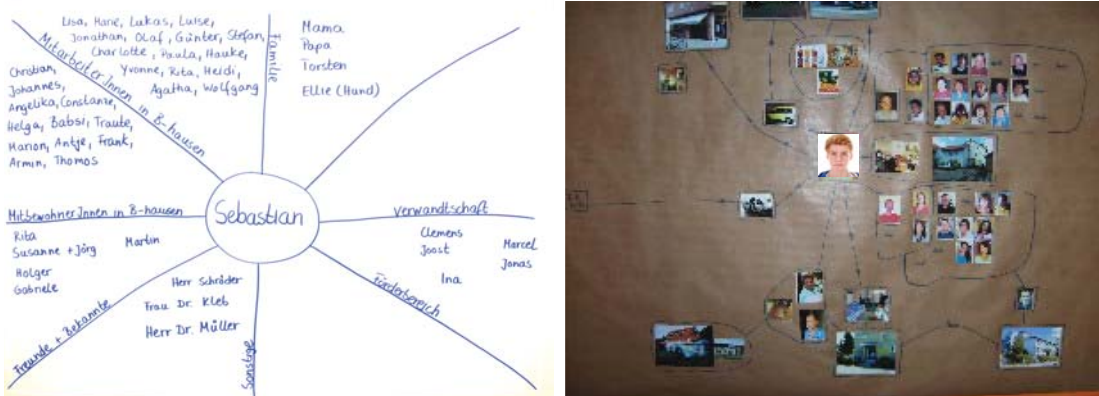 Lisa, Marie, Lukas, Luise,
Jonathan, Olaf, Günter, Stefan,
Charlotte, Paula, Hauke,
Yvonne, Rita, Heidi,
Agatha, Wolfgang
MitarbeiterInnen in B-hausen
Christian,
Johannes,
Angelika, Constanze,
Helga, Babsi, Traute,
Marion, Antje, Frank,
Armin, Thomas
Familie
Mama
Papa
Torsten
Ellie (Hund)
Sebastian
MitbewohnerInnen in B-hausen
Rita
Susanne + Jörg
Martin
Holger
Gabriele
Verwandtschaft
Clemens
Joost
Marcel
Jonas
Ina
Freunde + Bekannte
Herr Schröder
Frau Dr. Kleb
Herr Dr. Müller
Sonstige
Förderbereich